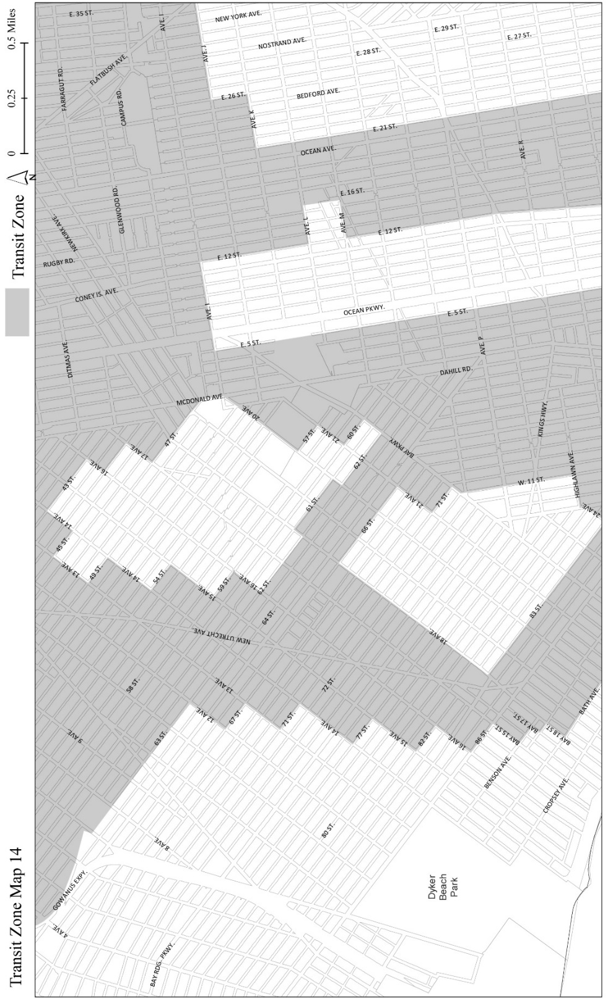 Transit Zone Map 14
Transit Zone
N
0
0.25
0.5 Miles
E. 35 ST.
AVE. I
NEW YORK AVE.
AVE. J
NOSTRAND AVE.
E. 29 ST.
E. 28 ST.
E. 27 ST.
FARRAGUT RD.
FLATBUSH AVE.
CAMPUS RD.
E. 26 ST.
BEDFORD AVE.
AVE. K
E. 21 ST.
OCEAN AVE.
AVE. R
E. 16 ST.
NEWKIRK AVE.
GLENWOOD RD.
AVE. L
AVE. M
E. 12 ST.
E. 12 ST.
RUGBY RD.
CONEY IS. AVE.
AVE. I
OCEAN PKWY.
E. 5 ST.
E. 5 ST.
DITMAS AVE.
AVE. P
DAHILL RD.
MCDONALD AVE.
20 AVE.
KINGS HWY.
47 ST.
17 AVE.
57 ST.
21 AVE.
60 ST.
BAY PKWY
62 ST.
16 AVE.
43 ST.
14 AVE.
45 ST.
13 AVE.
49 ST.
14 AVE.
54 ST.
15 AVE.
59 ST.
16 AVE.
62 ST.
61 ST.
66 ST.
21 AVE
71 ST.
W. 11 ST.
HIGHLAWN AVE.
24 AVE.
64 ST.
NEW UTRECHT AVE.
18 AVE.
83 ST.
58 ST.
13 AVE.
72 ST.
9 AVE.
63 ST.
12 AVE
67 ST.
71 ST.
14 AVE.
77 ST.
15 AVE.
82 ST.
16 AVE.
86 ST.
BAY 15 ST.
BAY 17 ST.
BAY 18 ST.
BAY
BATH AVE.
BENSON AVE.
CROPSEY AVE.
80 ST.
8 AVE.
GOWANUS EXPY.
4 AVE.
BAY RDG. PKWY.
Dyker
Beach
Park